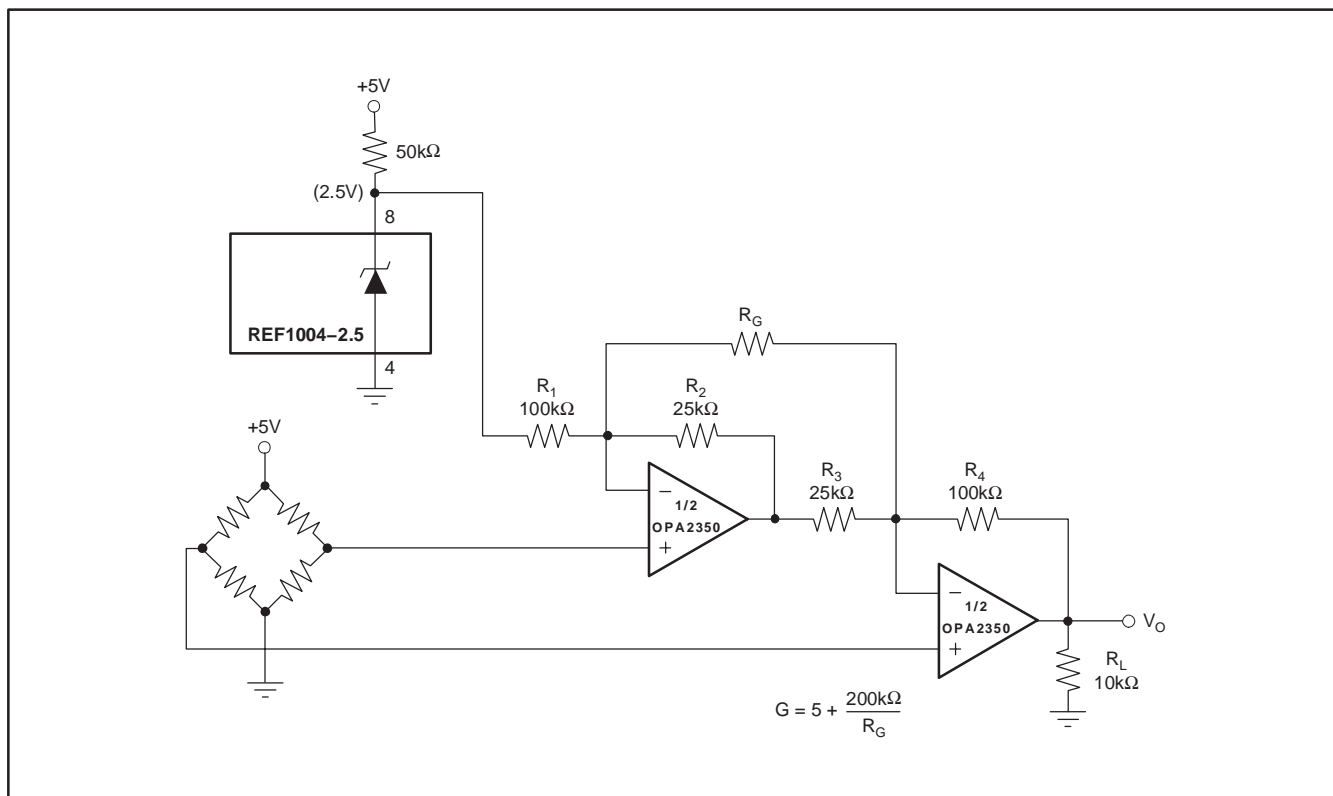 +5V
50kΩ
(2.5V)
8
REF1004–2.5
4
+5V
R1
100kΩ
RG
R2
25kΩ
R3
25kΩ
R4
100kΩ
–
1/2
OPA2350
+
–
1/2
OPA2350
+
VO
RL
10kΩ
G = 5 + 200kΩ
RG